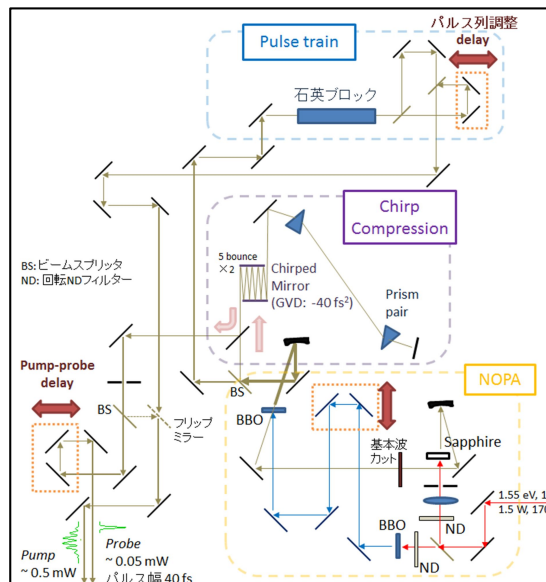 Pulse train
パルス列調整
delay
石英ブロック
Chirp
Compression
5 bounce
×2
Chirped
Mirror
(GVD: -40 fs²)
Prism
pair
BS: ビームスプリッタ
ND: 回転NDフィルター
Pump-probe
delay
BS
フリップ
ミラー
BS
NOPA
BBO
基本波
カット
Sapphire
1.55 eV, 1
1.5 W, 170
ND
BBO
ND
Pump
~ 0.5 mW
Probe
~ 0.05 mW
パルス幅 40 fs